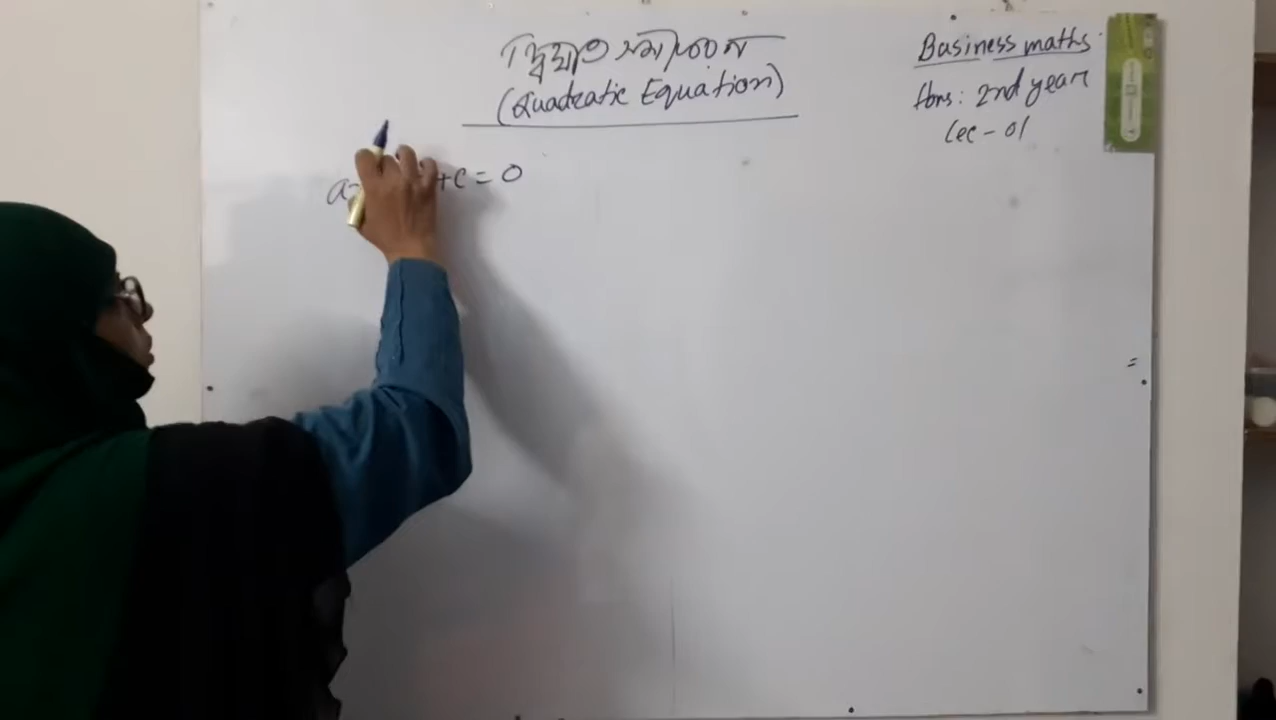 দ্বিঘাত সমীকরণ
(Quadratic Equation)
Business maths
Hons: 2nd year
Lec - 01
a +c = 0
=